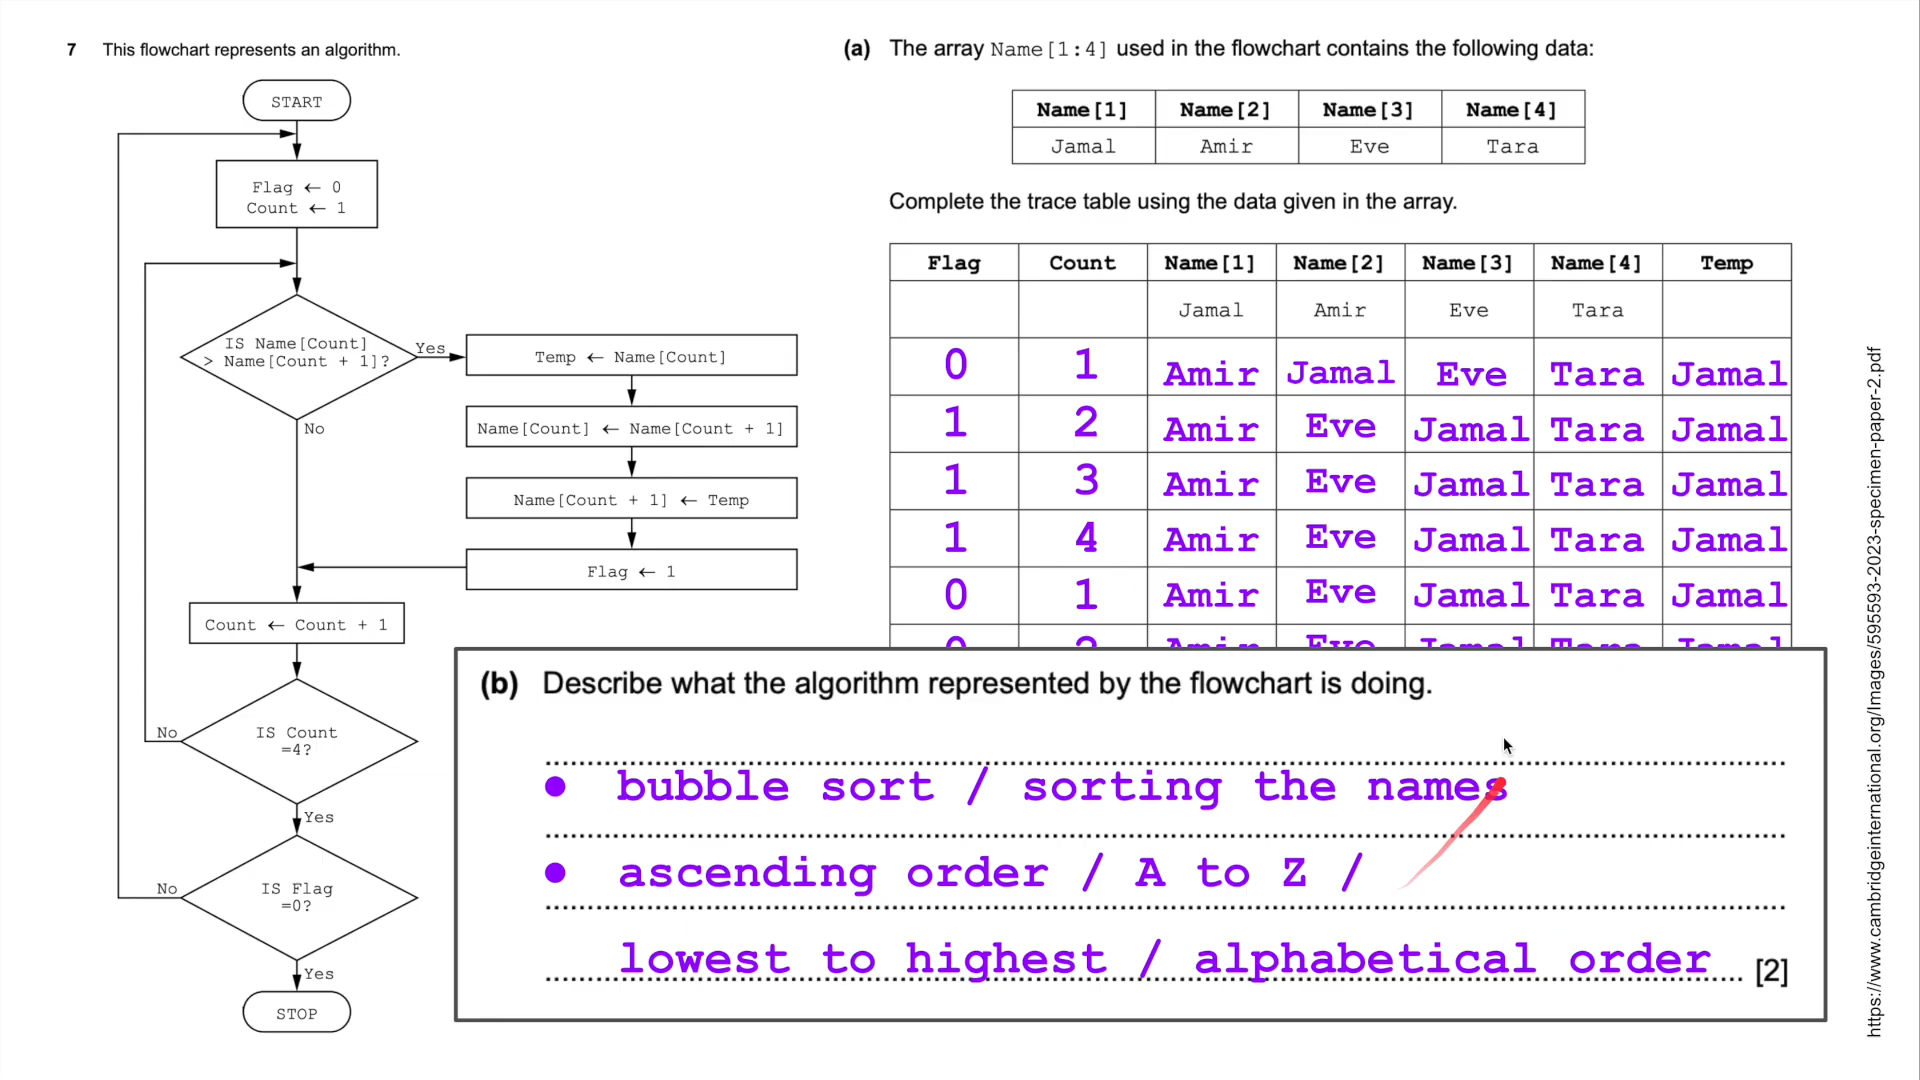 7 This flowchart represents an algorithm.
START
Flag ← 0
Count ← 1
IS Name[Count]
> Name[Count + 1]?
Yes
No
Temp ← Name[Count]
Name[Count] ← Name[Count + 1]
Name[Count + 1] ← Temp
Flag ← 1
Count ← Count + 1
IS Count
=4?
No
Yes
IS Flag
=0?
No
Yes
STOP
(a) The array Name[1:4] used in the flowchart contains the following data:
Name[1] Name[2] Name[3] Name[4]
Jamal Amir Eve Tara
Complete the trace table using the data given in the array.
Flag Count Name[1] Name[2] Name[3] Name[4] Temp
Jamal Amir Eve Tara
0 1 Amir Jamal Eve Tara Jamal
1 2 Amir Eve Jamal Tara Jamal
1 3 Amir Eve Jamal Tara Jamal
1 4 Amir Eve Jamal Tara Jamal
0 1 Amir Eve Jamal Tara Jamal
0 2 Amir Eve Jamal Tara Jamal
(b) Describe what the algorithm represented by the flowchart is doing.
● bubble sort / sorting the names
● ascending order / A to Z /
lowest to highest / alphabetical order
[2]
https://www.cambridgeinternational.org/Images/595593-2023-specimen-paper-2.pdf